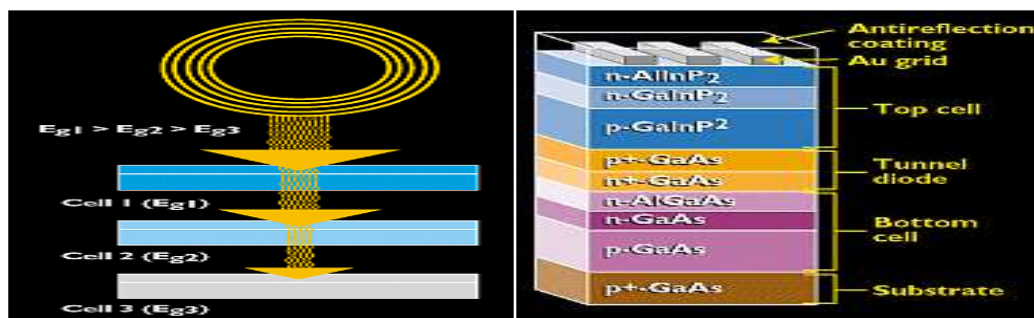 Eg1 > Eg2 > Eg3
Cell 1 (Eg1)
Cell 2 (Eg2)
Cell 3 (Eg3)
Antireflection
coating
Au grid
n-AlInP2
n-GaInP2
p-GaInP2
Top cell
p+-GaAs
n+-GaAs
Tunnel
diode
n-AlGaAs
n-GaAs
p-GaAs
Bottom
cell
p+-GaAs
Substrate